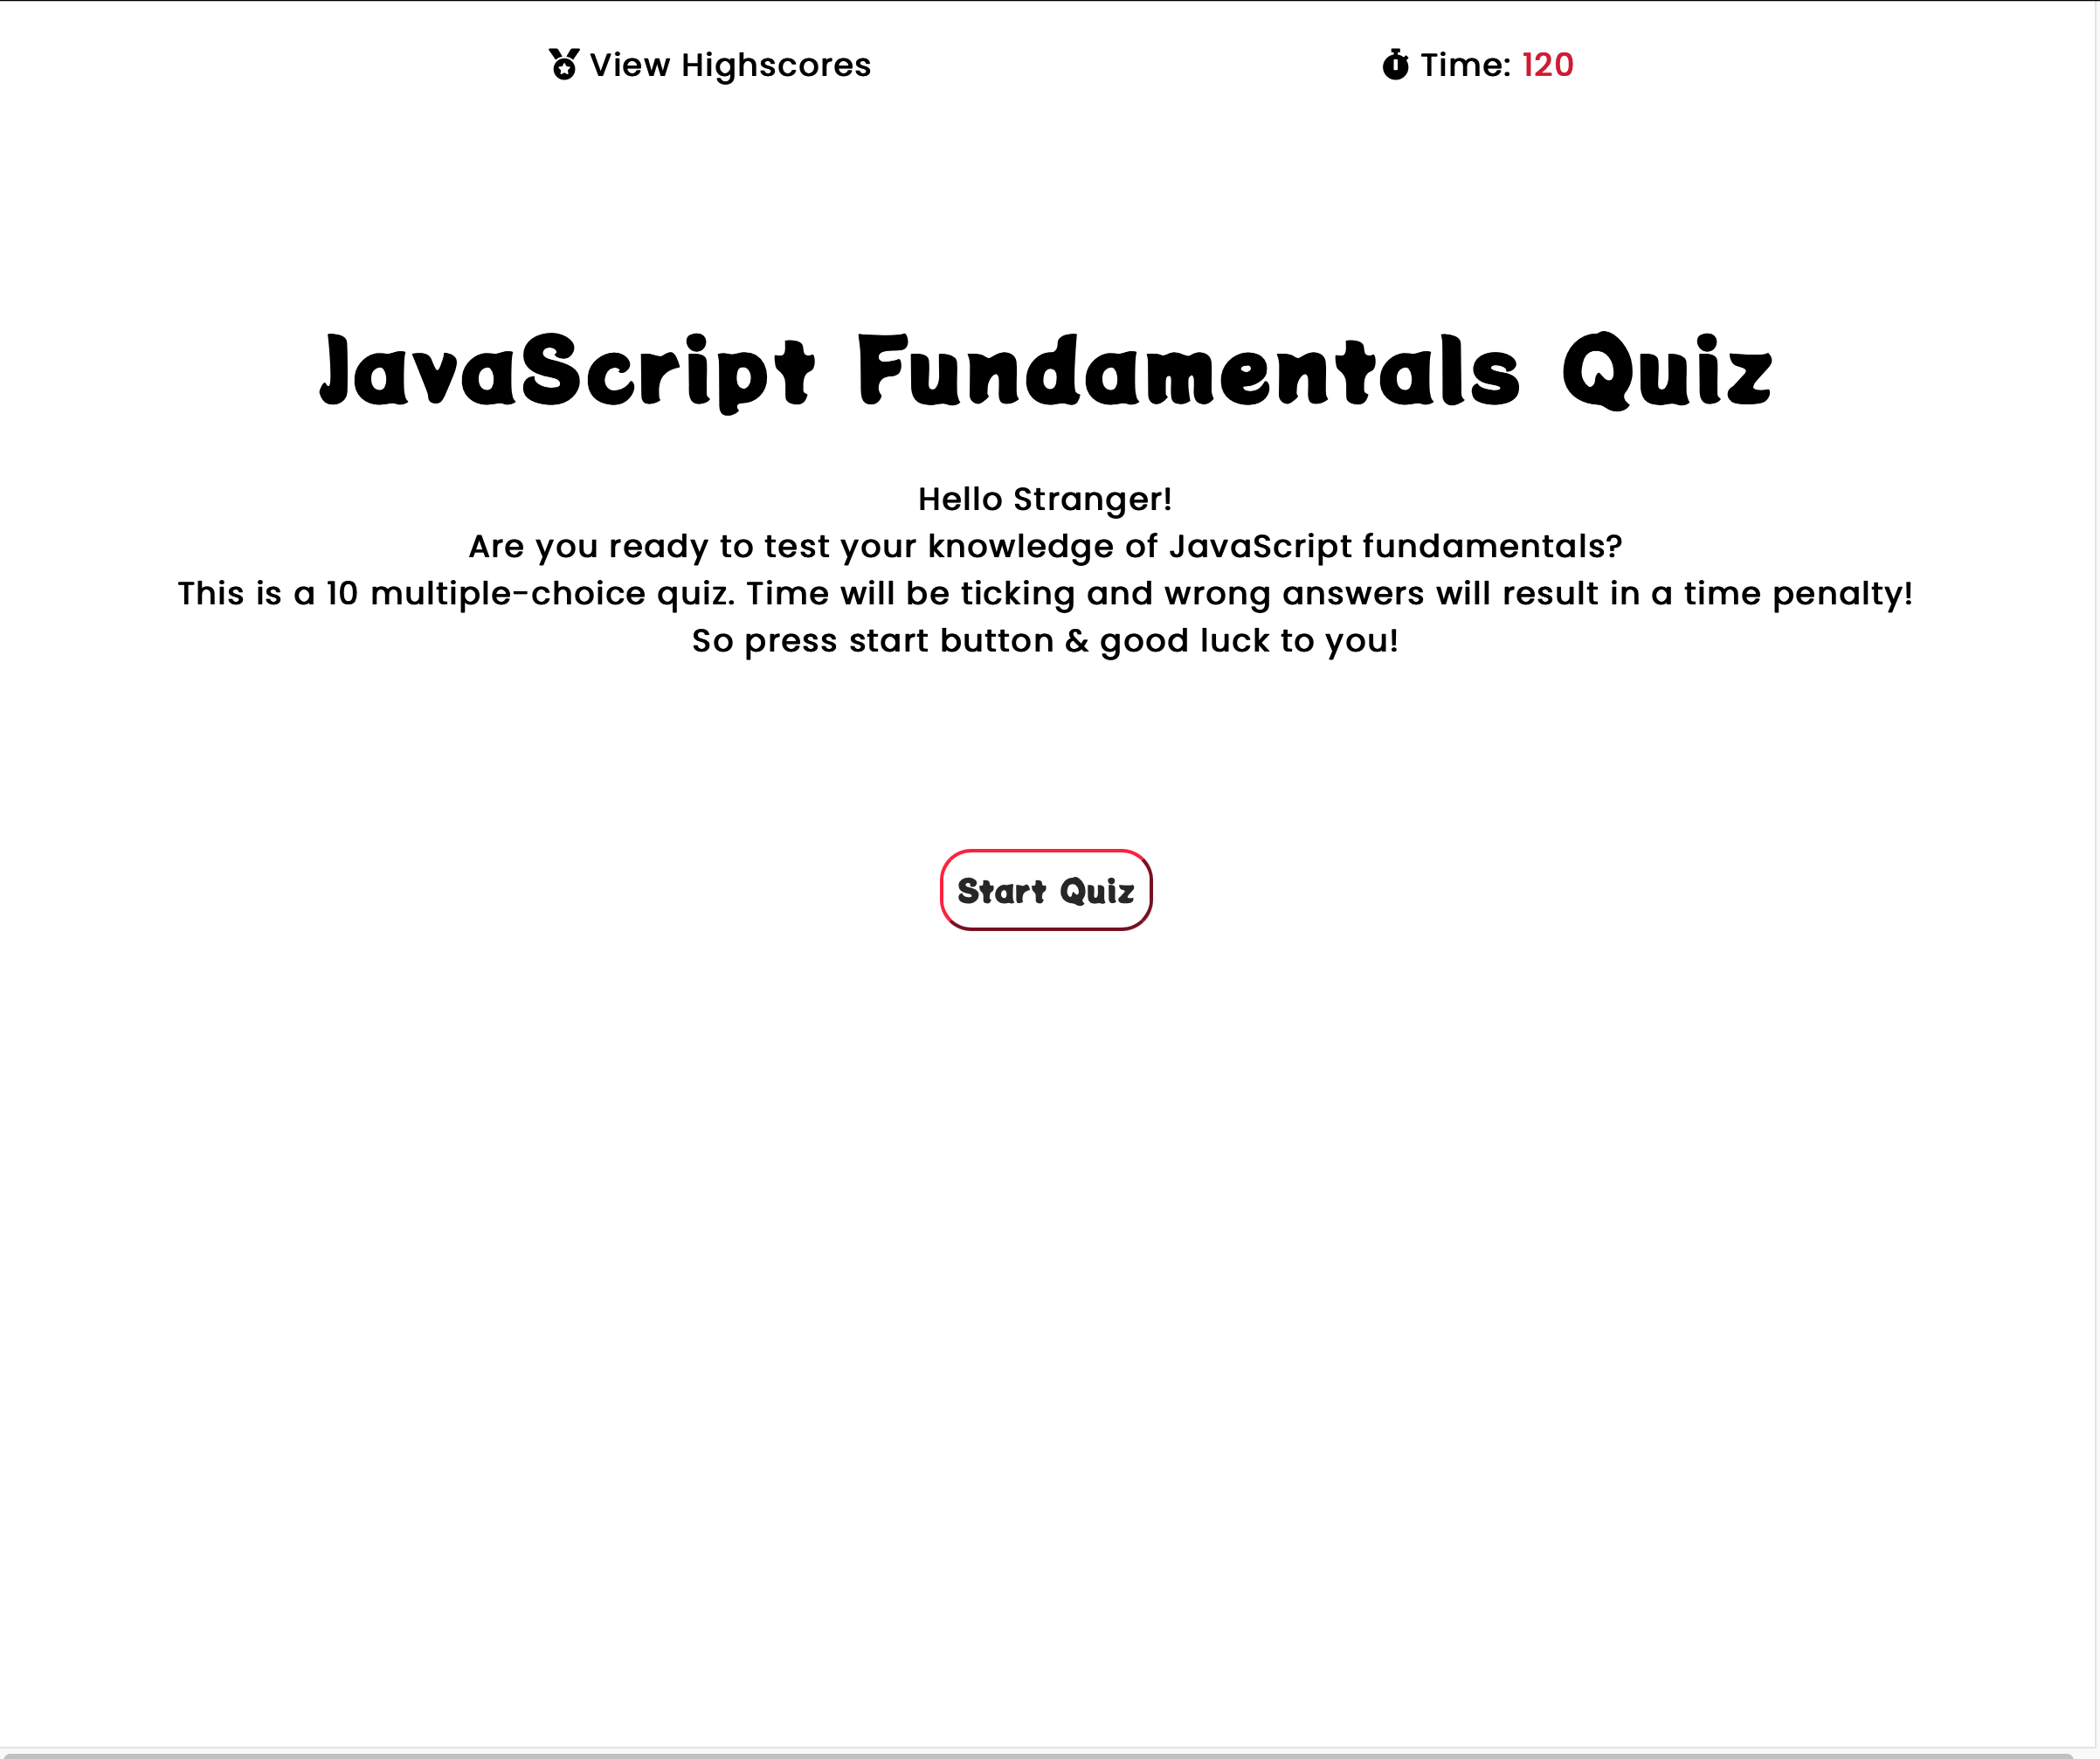 View Highscores
Time: 120
JavaScript Fundamentals Quiz
Hello Stranger!
Are you ready to test your knowledge of JavaScript fundamentals?
This is a 10 multiple-choice quiz. Time will be ticking and wrong answers will result in a time penalty!
So press start button & good luck to you!
Start Quiz